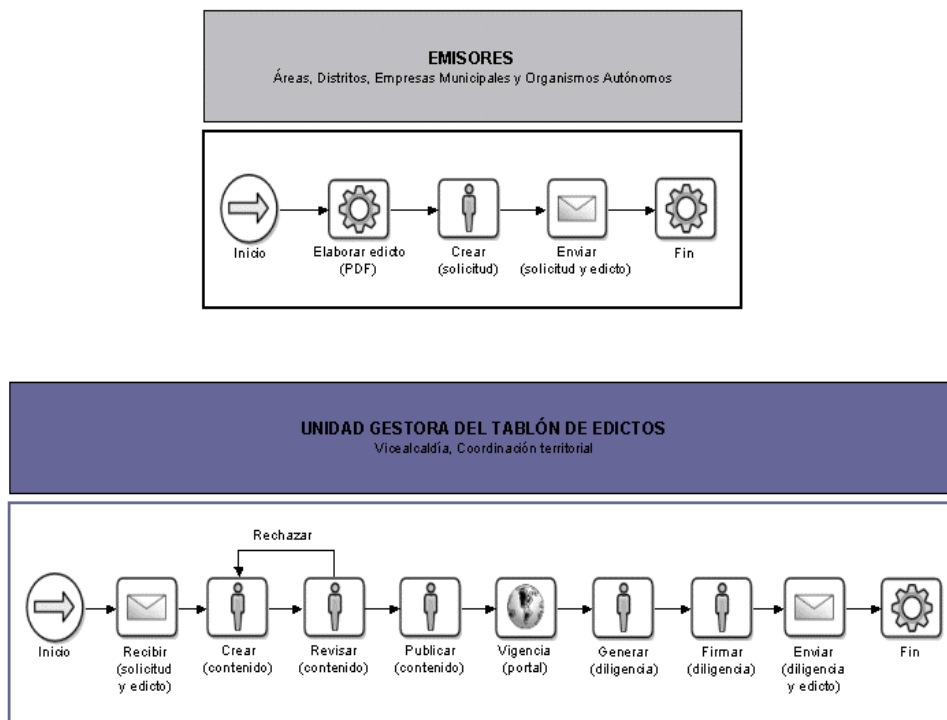 EMISORES
Áreas, Distritos, Empresas Municipales y Organismos Autónomos
Inicio
Elaborar edicto
(PDF)
Crear
(solicitud)
Enviar
(solicitud y edicto)
Fin
UNIDAD GESTORA DEL TABLÓN DE EDICTOS
Vicealcaldía, Coordinación territorial
Rechazar
Inicio
Recibir
(solicitud
y edicto)
Crear
(contenido)
Revisar
(contenido)
Publicar
(contenido)
Vigencia
(portal)
Generar
(diligencia)
Firmar
(diligencia)
Enviar
(diligencia
y edicto)
Fin